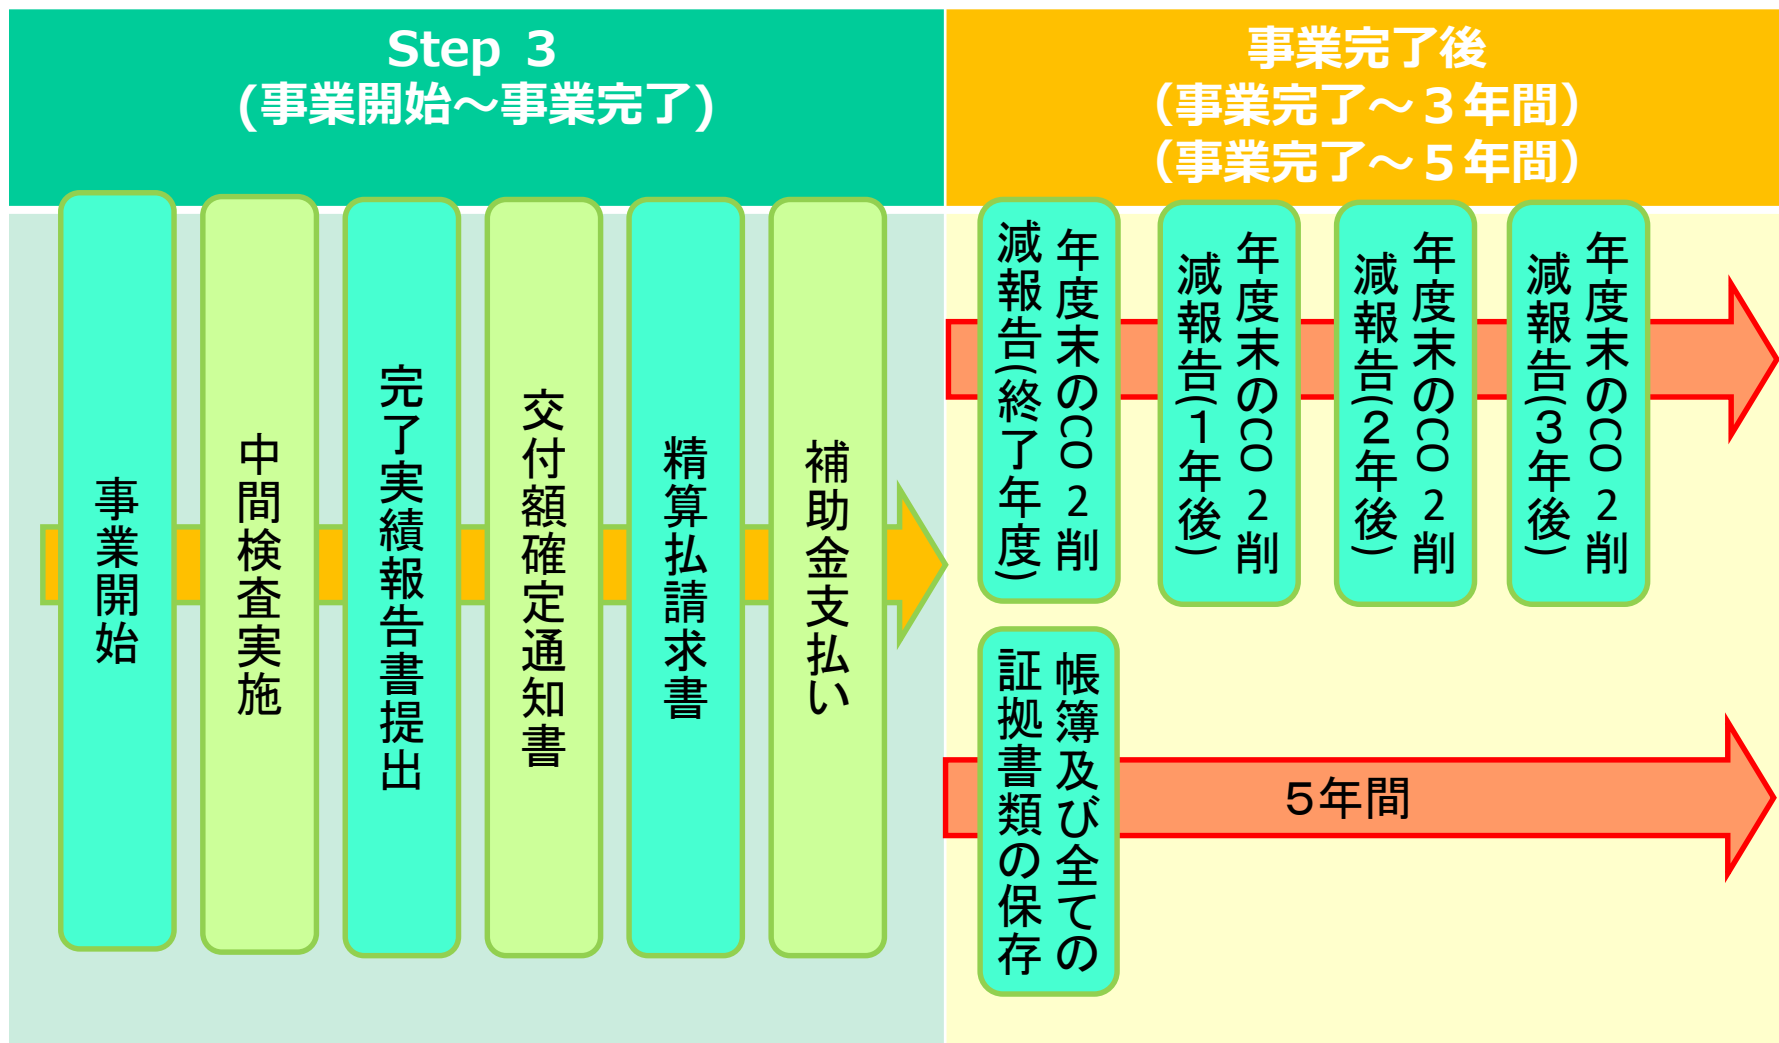 Step 3
(事業開始～事業完了)
事業完了後
（事業完了～３年間）
（事業完了～５年間）
事業開始
中間検査実施
完了実績報告書提出
交付額確定通知書
精算払請求書
補助金支払い
年度末のCO２削
減報告(終了年度)
年度末のCO２削
減報告(１年後)
年度末のCO２削
減報告(２年後)
年度末のCO２削
減報告(３年後)
帳簿及び全ての
証拠書類の保存
５年間